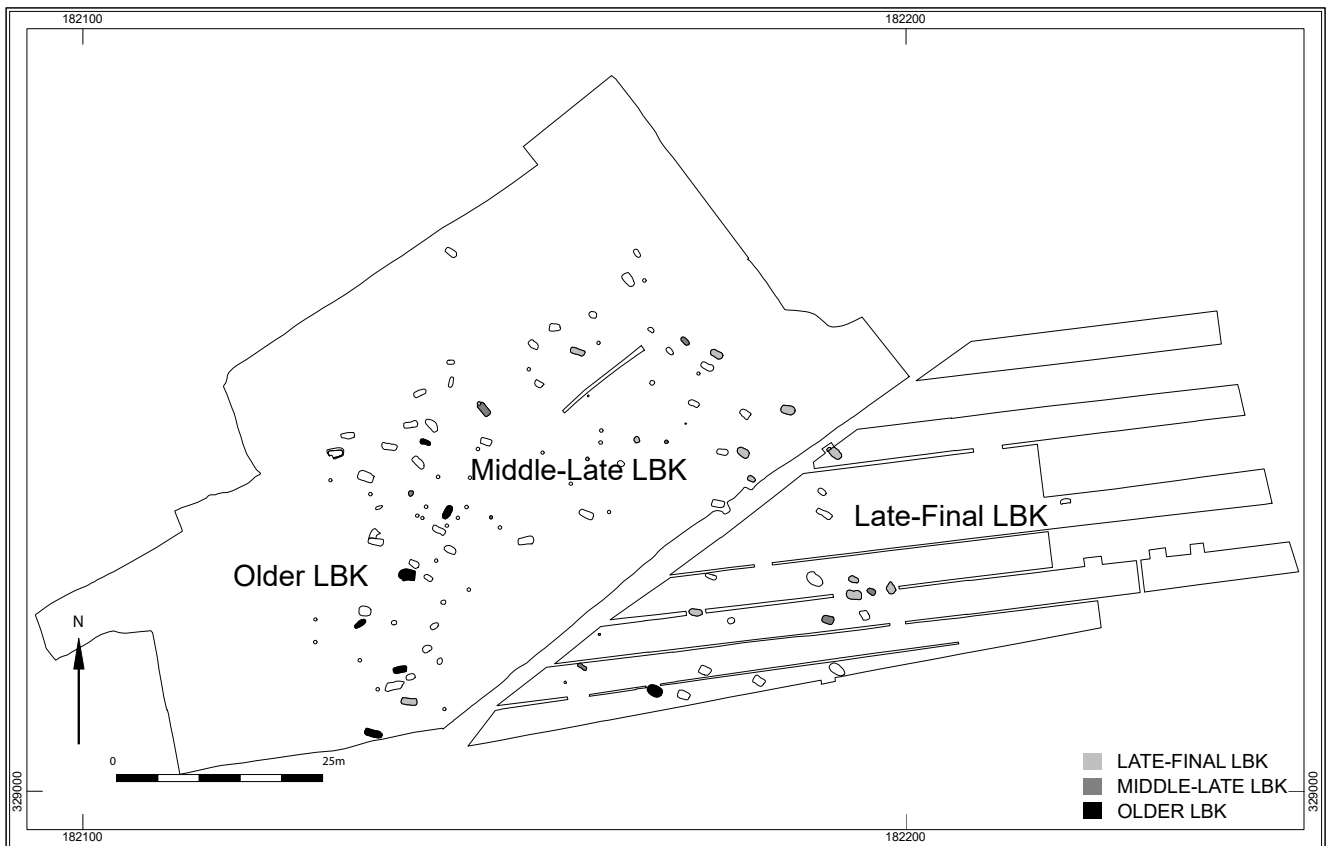 182100
182200
Middle-Late LBK
Late-Final LBK
Older LBK
N
0
25m
LATE-FINAL LBK
MIDDLE-LATE LBK
OLDER LBK
329000
329000
182100
182200